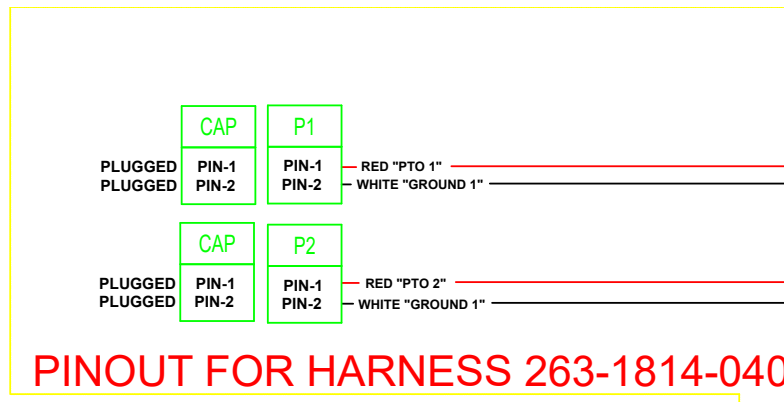 CAP P1
PLUGGED PIN-1 PIN-1 RED "PTO 1"
PLUGGED PIN-2 PIN-2 WHITE "GROUND 1"
CAP P2
PLUGGED PIN-1 PIN-1 RED "PTO 2"
PLUGGED PIN-2 PIN-2 WHITE "GROUND 1"
PINOUT FOR HARNESS 263-1814-040